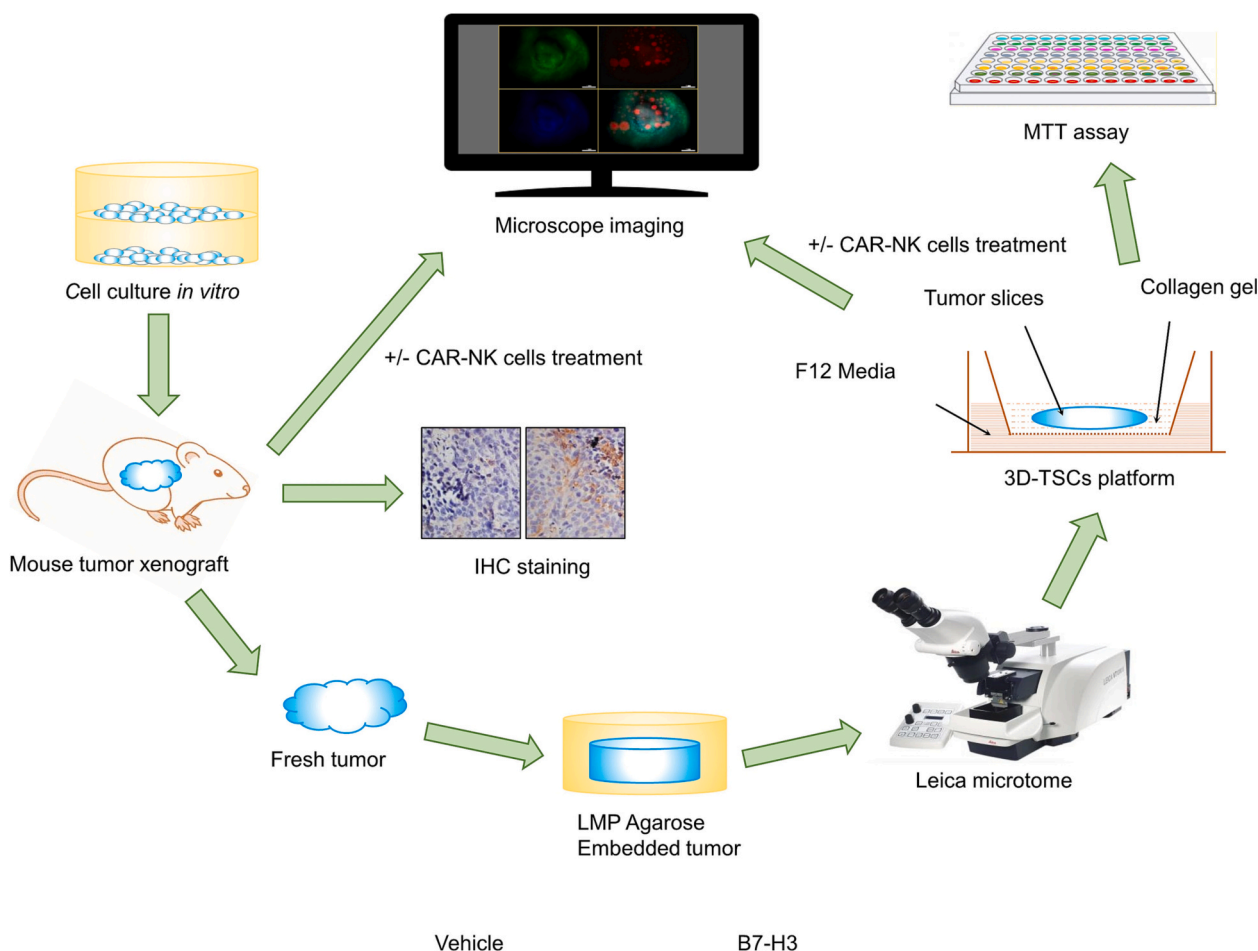 MTT assay
Microscope imaging
+/- CAR-NK cells treatment
Cell culture in vitro
Tumor slices
Collagen gel
+/- CAR-NK cells treatment
F12 Media
3D-TSCs platform
Mouse tumor xenograft
IHC staining
Fresh tumor
Leica microtome
LMP Agarose
Embedded tumor
Vehicle
B7-H3